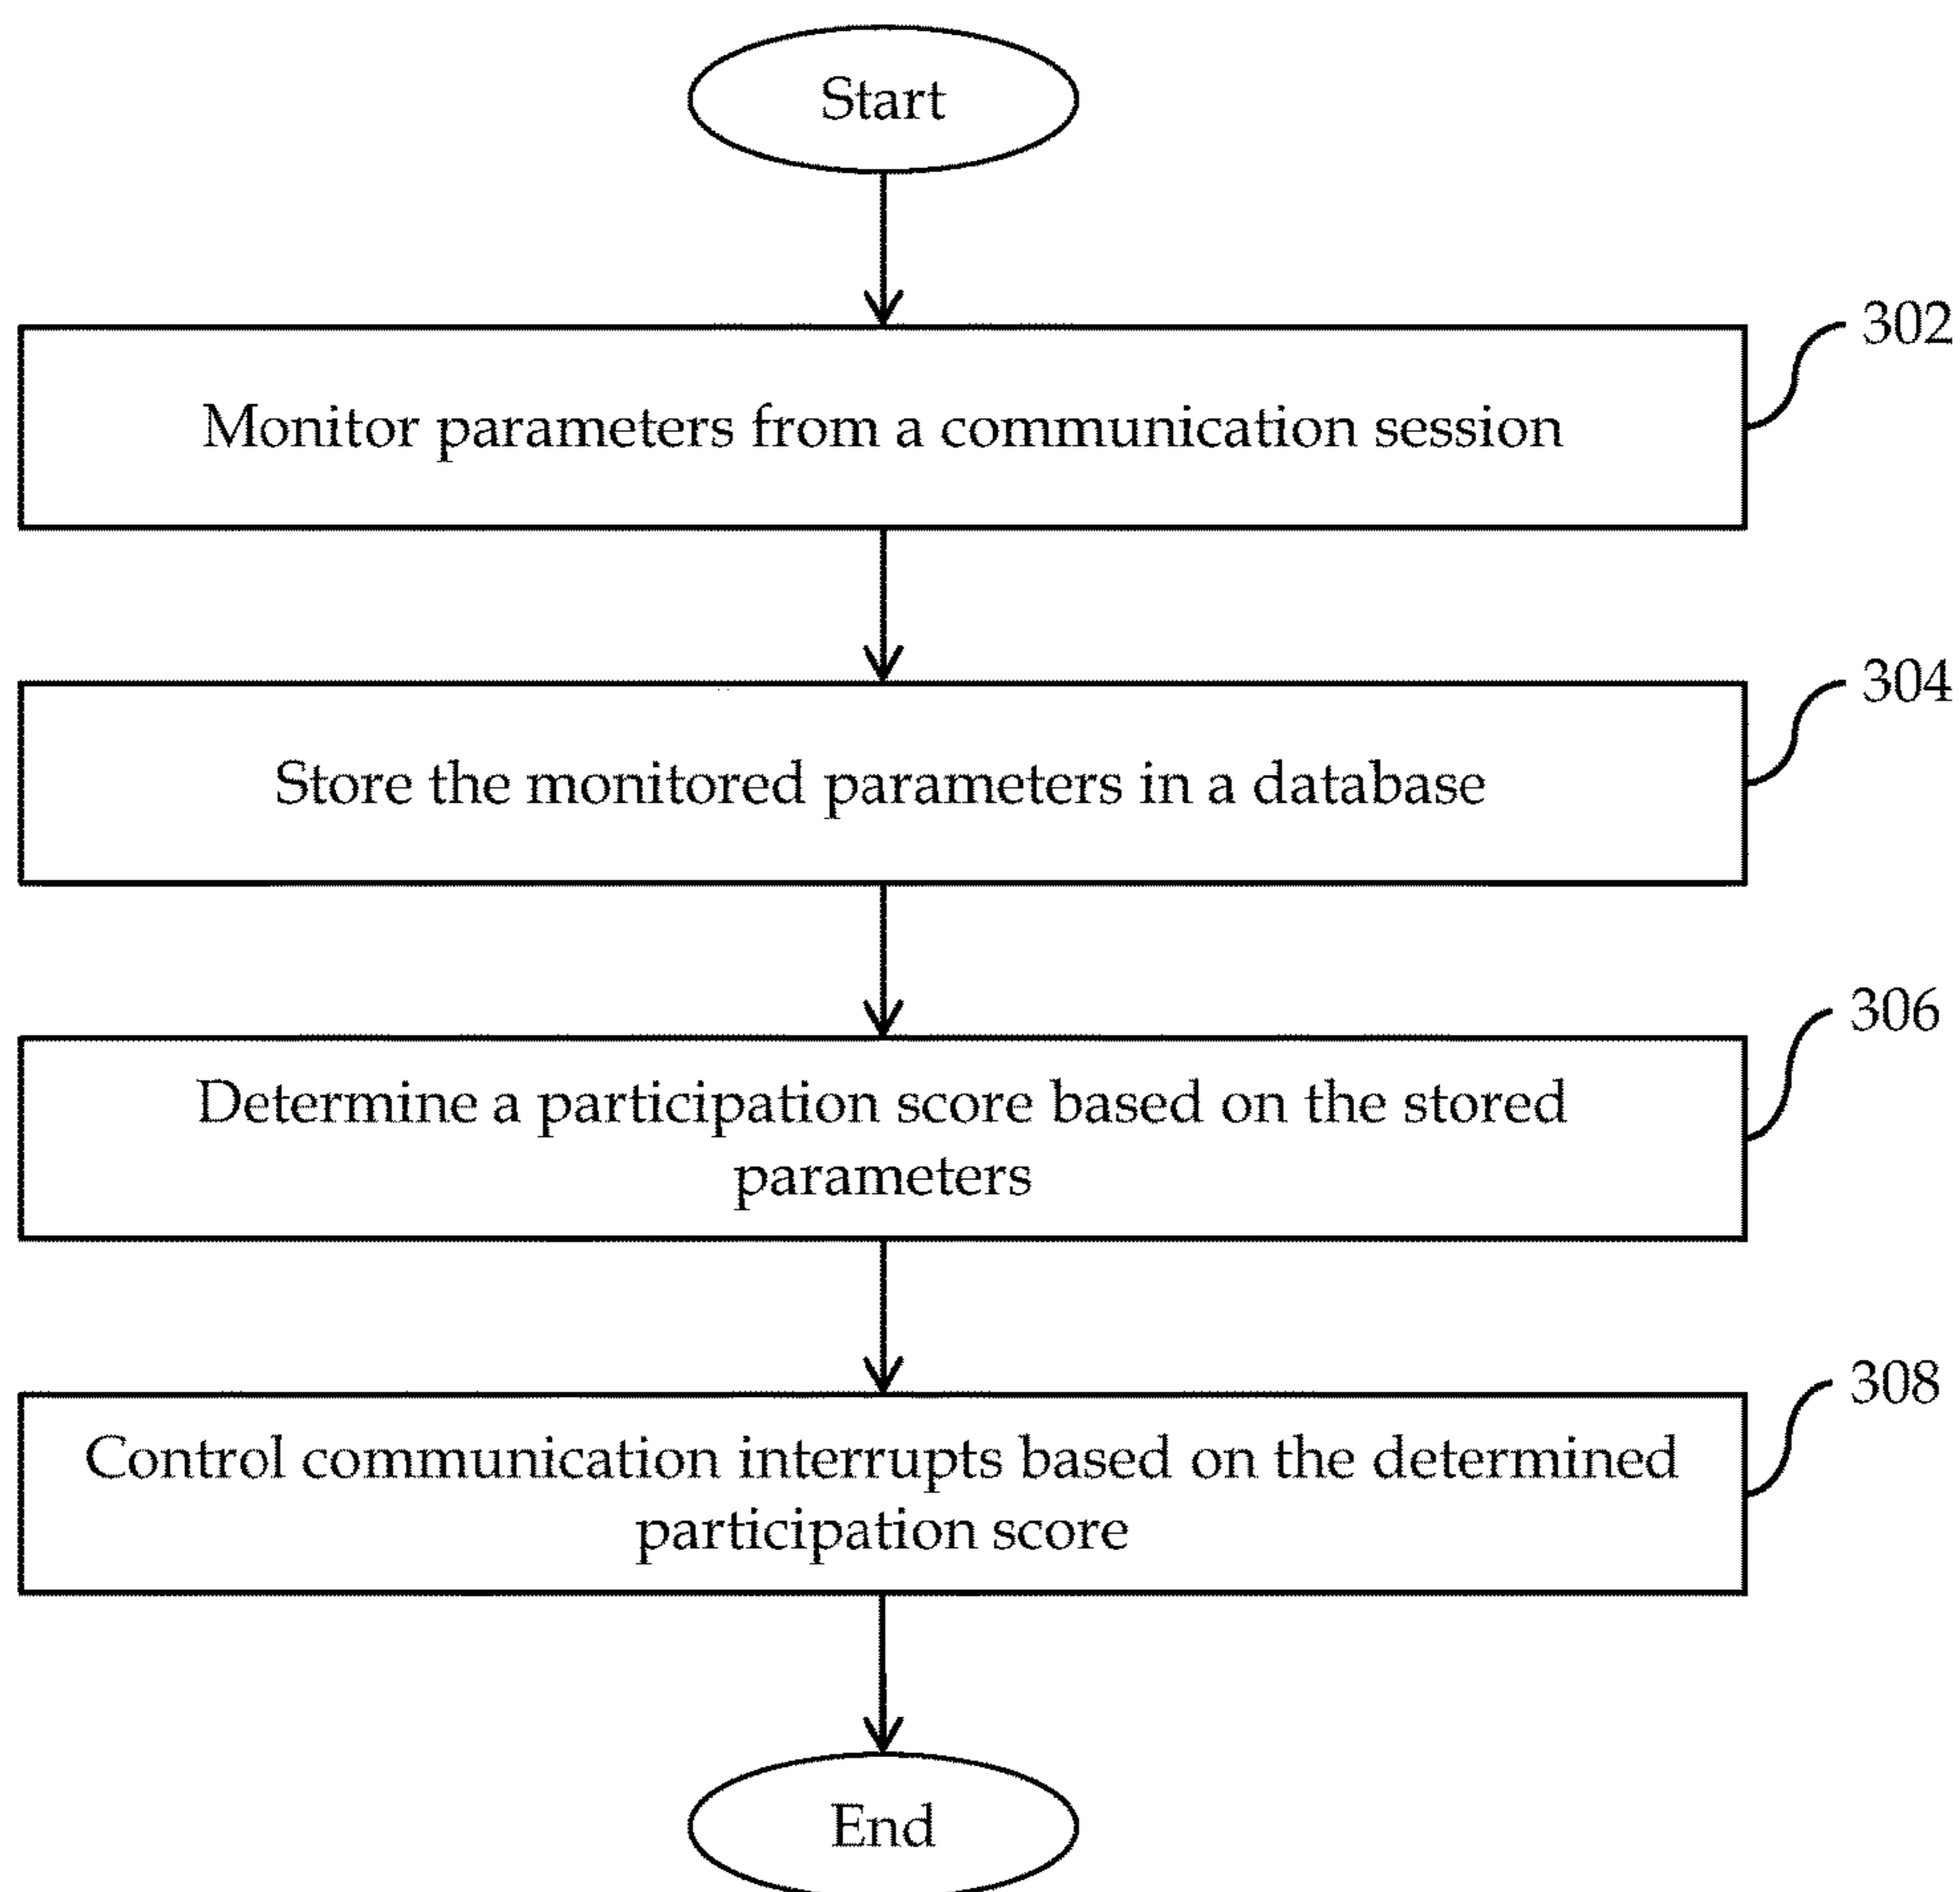 Start
302
Monitor parameters from a communication session
304
Store the monitored parameters in a database
306
Determine a participation score based on the stored
parameters
308
Control communication interrupts based on the determined
participation score
End